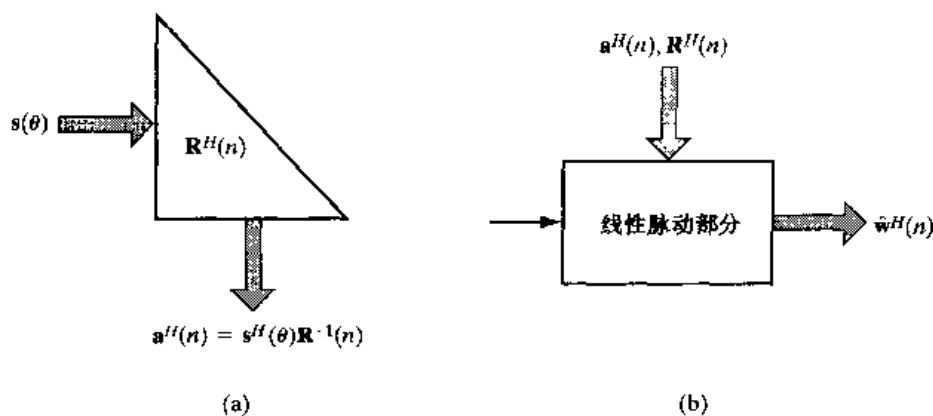 s(θ)
R^H(n)
a^H(n) = s^H(θ)R^-1(n)
(a)
a^H(n), R^H(n)
线性脉动部分
ŵ^H(n)
(b)